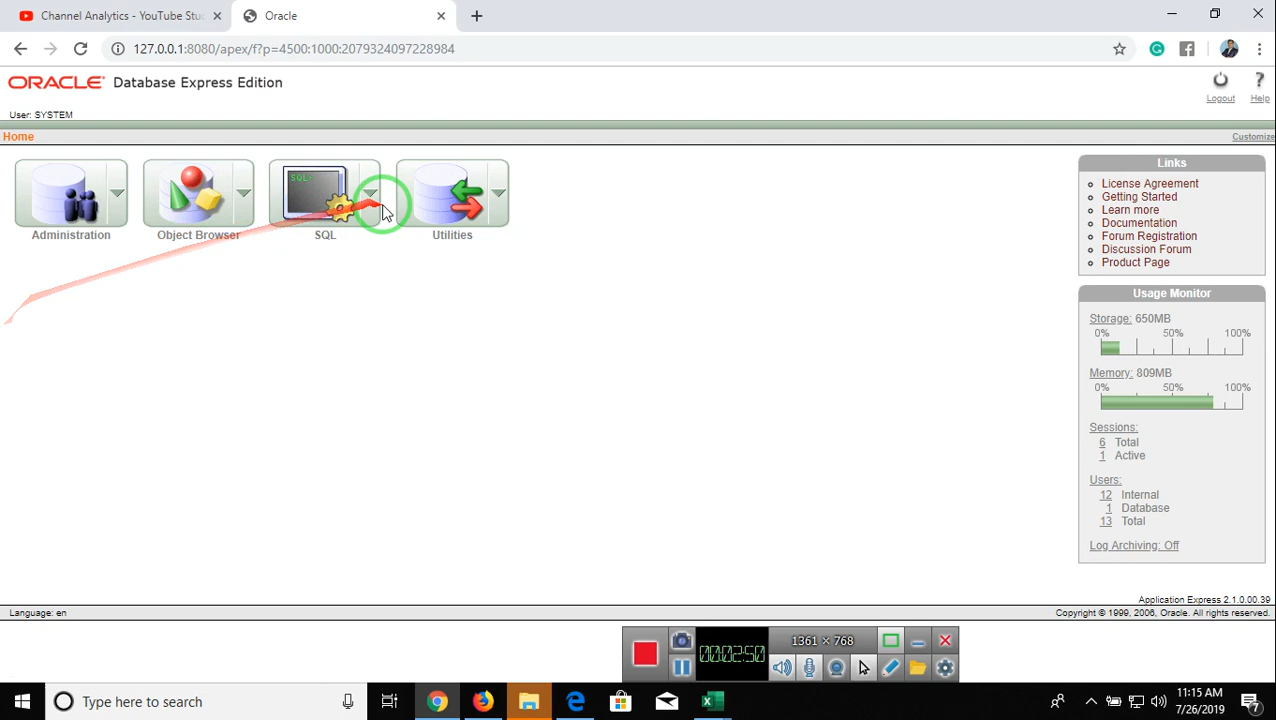 Channel Analytics - YouTube Stu
Oracle
127.0.0.1:8080/apex/f?p=4500:1000:2079324097228984
ORACLE Database Express Edition
Logout
Help
User: SYSTEM
Home
Customize
SQL>
Administration
Object Browser
SQL
Utilities
Links
License Agreement
Getting Started
Learn more
Documentation
Forum Registration
Discussion Forum
Product Page
Usage Monitor
Storage: 650MB
0% 50% 100%
Memory: 809MB
0% 50% 100%
Sessions:
6 Total
1 Active
Users:
12 Internal
1 Database
13 Total
Log Archiving: Off
Application Express 2.1.0.00.39
Language: en
Copyright © 1999, 2006, Oracle. All rights reserved.
00:02:50
1361 × 768
Type here to search
11:15 AM
7/26/2019
7